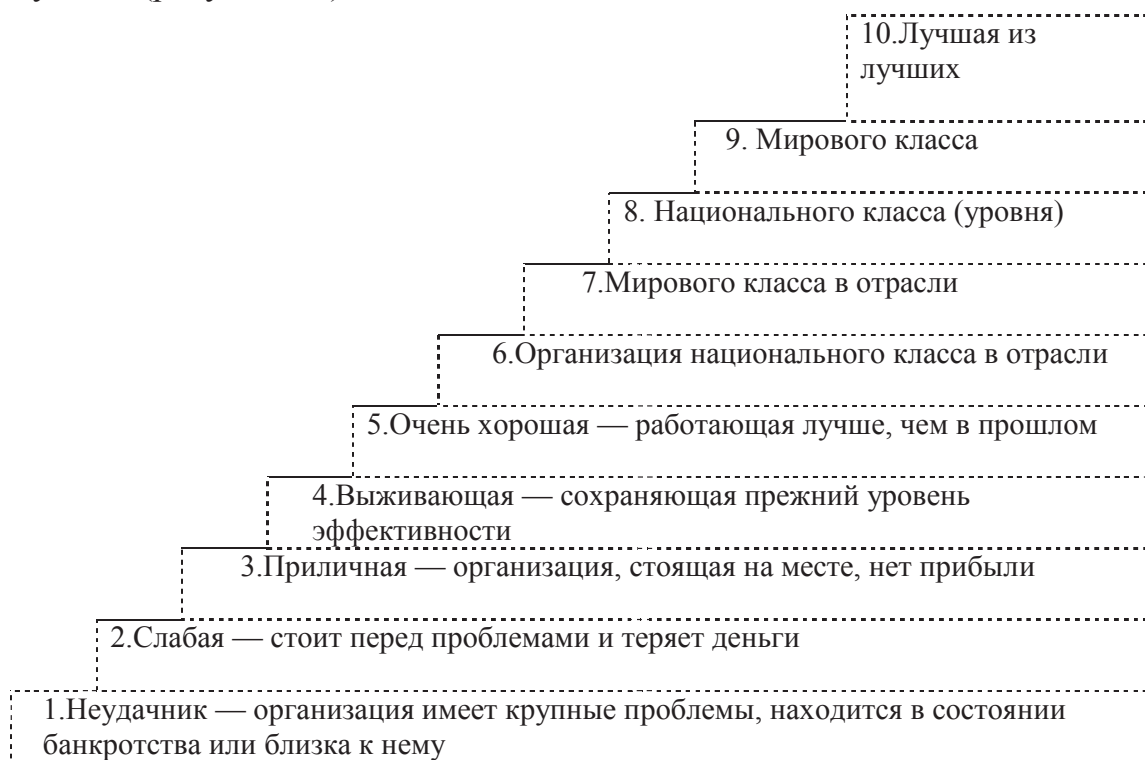 10.Лучшая из
лучших
9. Мирового класса
8. Национального класса (уровня)
7.Мирового класса в отрасли
6.Организация национального класса в отрасли
5.Очень хорошая — работающая лучше, чем в прошлом
4.Выживающая — сохраняющая прежний уровень
эффективности
3.Приличная — организация, стоящая на месте, нет прибыли
2.Слабая — стоит перед проблемами и теряет деньги
1.Неудачник — организация имеет крупные проблемы, находится в состоянии
банкротства или близка к нему